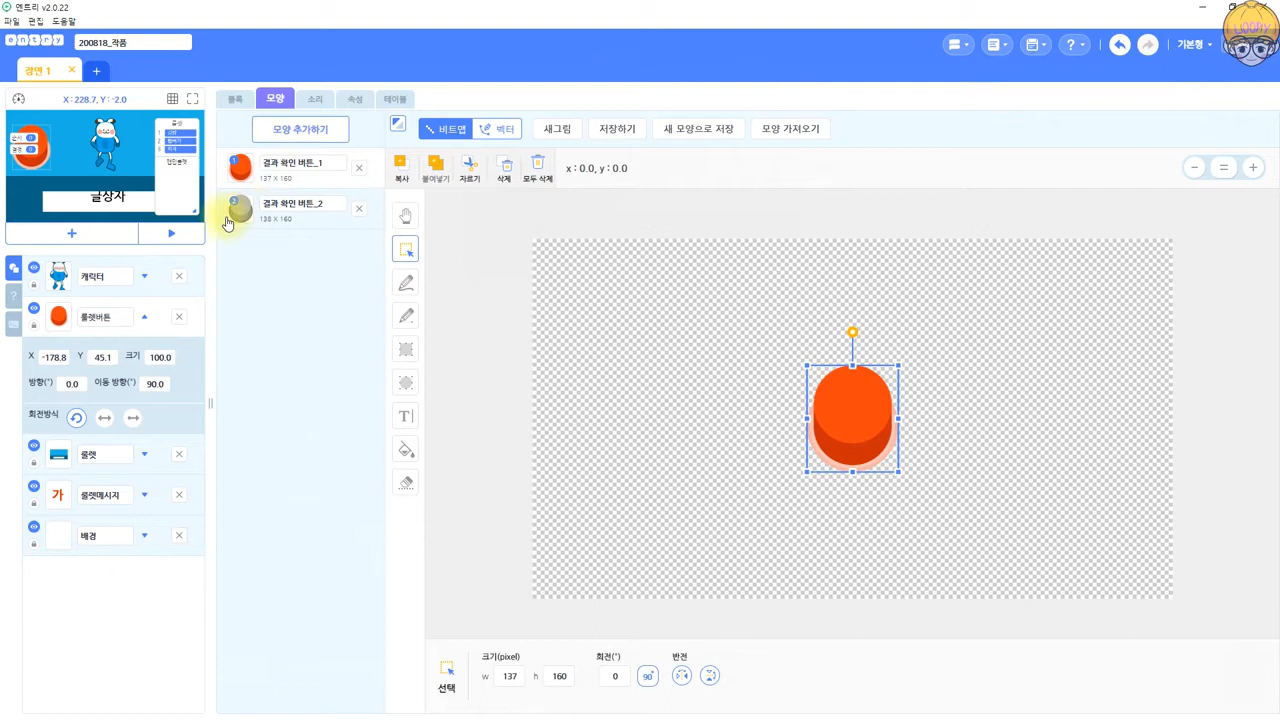 엔트리 v2.0.22
파일 편집 도움말
entry
200818_작품
?
기본형
장면 1
+
X : 228.7, Y : -2.0
글상자
블록
모양
소리
속성
테이블
모양 추가하기
1
결과 확인 버튼_1
137 X 160
2
결과 확인 버튼_2
138 X 160
비트맵
벡터
새그림
저장하기
새 모양으로 저장
모양 가져오기
복사
붙여넣기
자르기
삭제
모두 삭제
x : 0.0, y : 0.0
캐릭터
룰렛버튼
X -178.8 Y 45.1 크기 100.0
방향(°) 0.0 이동 방향(°) 90.0
회전방식
룰렛
가
룰렛메시지
배경
T
선택
크기(pixel)
w 137 h 160
회전(°)
0
90°
반전